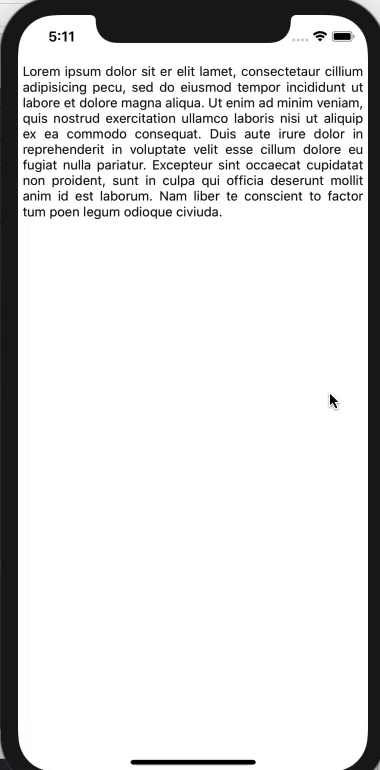 5:11
Lorem ipsum dolor sit er elit lamet, consectetaur cillium
adipisicing pecu, sed do eiusmod tempor incididunt ut
labore et dolore magna aliqua. Ut enim ad minim veniam,
quis nostrud exercitation ullamco laboris nisi ut aliquip
ex ea commodo consequat. Duis aute irure dolor in
reprehenderit in voluptate velit esse cillum dolore eu
fugiat nulla pariatur. Excepteur sint occaecat cupidatat
non proident, sunt in culpa qui officia deserunt mollit
anim id est laborum. Nam liber te conscient to factor
tum poen legum odioque civiuda.